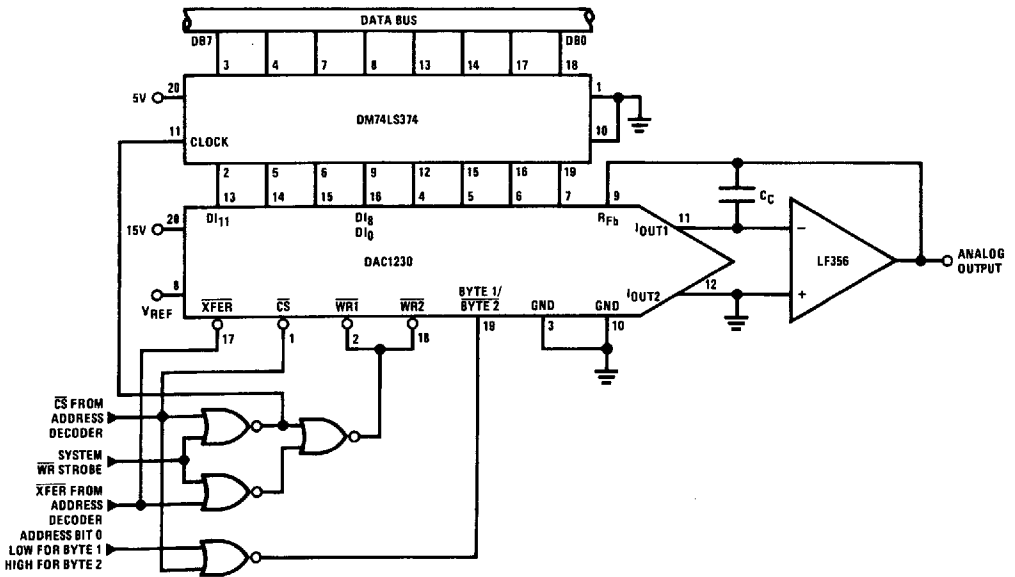 DATA BUS
DB7 DB0
3 4 7 8 13 14 17 18
5V 20 1
DM74LS374
11 CLOCK 10
2 5 6 9 12 15 16 19
13 14 15 16 4 5 6 7 9
DI11 DI8 RFb IOUT1 11 CC
DI0
15V 20
DAC1230 LF356 ANALOG
OUTPUT
VREF 8 IOUT2 12
XFER CS WR1 WR2 BYTE 1/
BYTE 2 GND GND
17 1 2 18 19 3 10
CS FROM
ADDRESS
DECODER
SYSTEM
WR STROBE
XFER FROM
ADDRESS
DECODER
ADDRESS BIT 0
LOW FOR BYTE 1
HIGH FOR BYTE 2